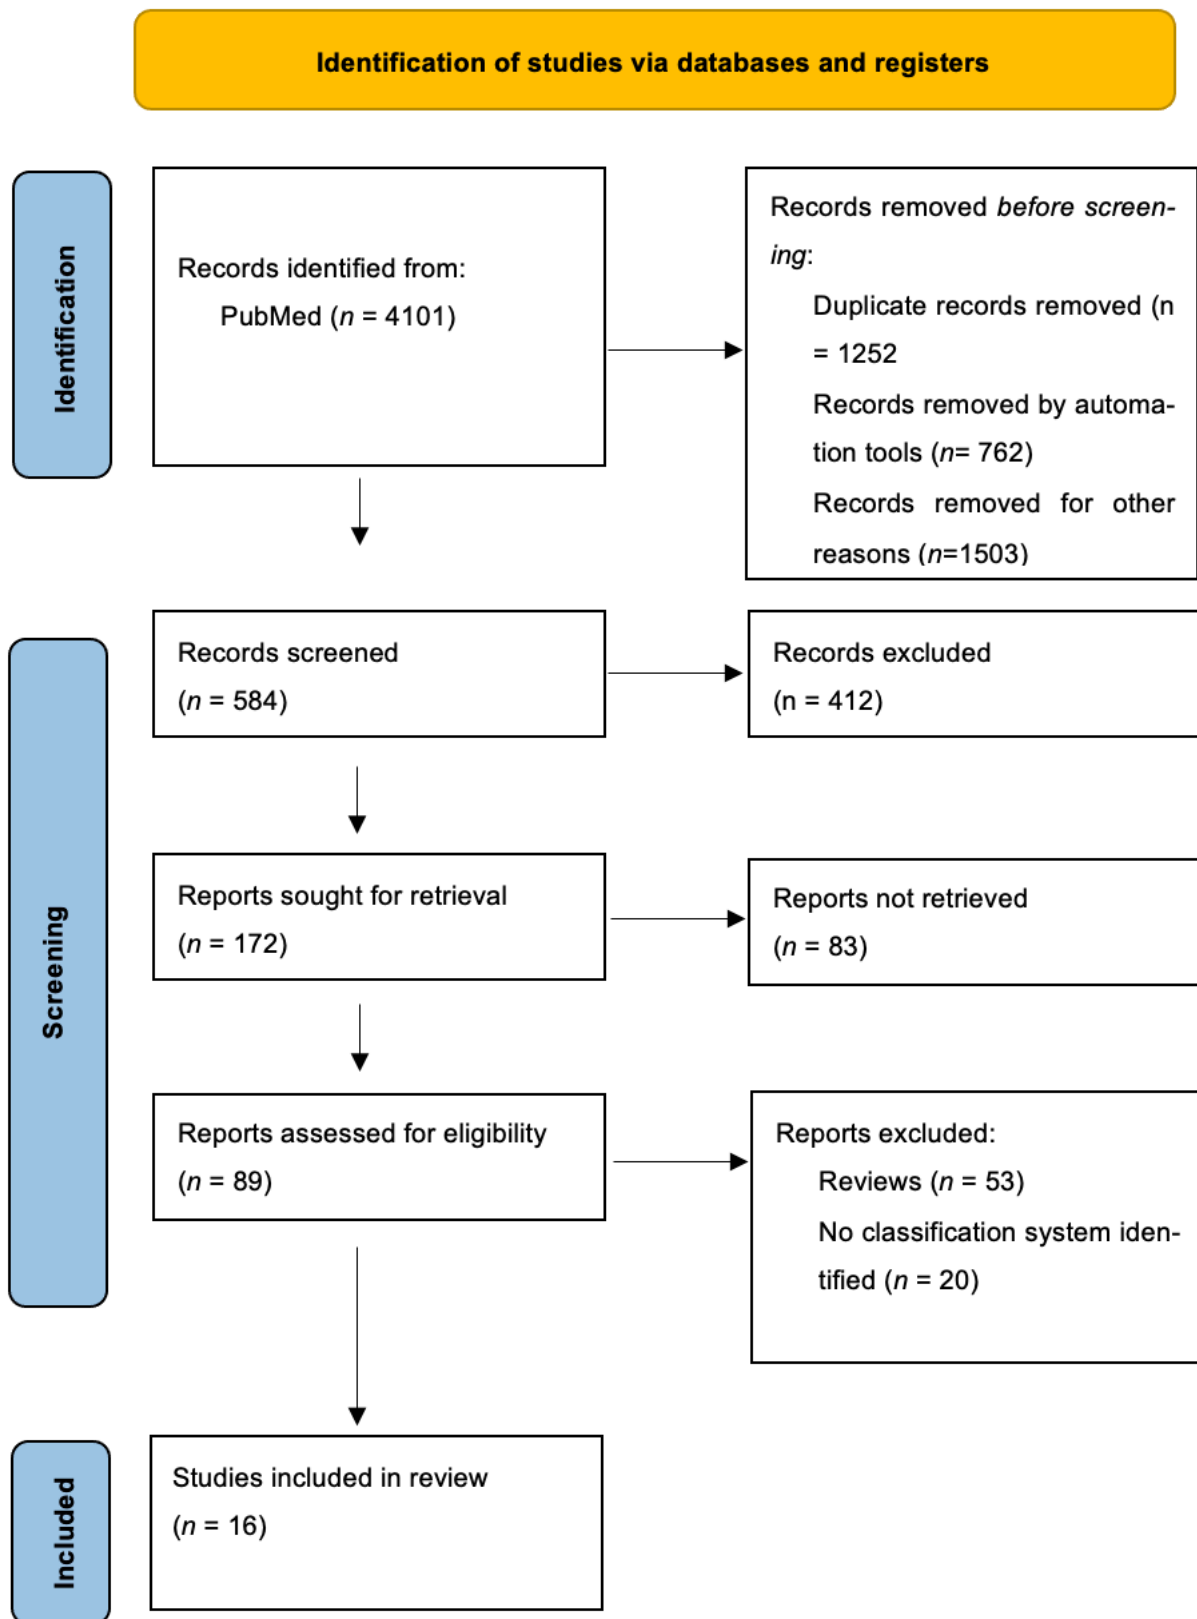 Identification of studies via databases and registers
Identification
Records identified from:
PubMed (n = 4101)
Records removed before screen-
ing:
Duplicate records removed (n
= 1252
Records removed by automa-
tion tools (n= 762)
Records removed for other
reasons (n=1503)
Screening
Records screened
(n = 584)
Records excluded
(n = 412)
Reports sought for retrieval
(n = 172)
Reports not retrieved
(n = 83)
Reports assessed for eligibility
(n = 89)
Reports excluded:
Reviews (n = 53)
No classification system iden-
tified (n = 20)
Included
Studies included in review
(n = 16)